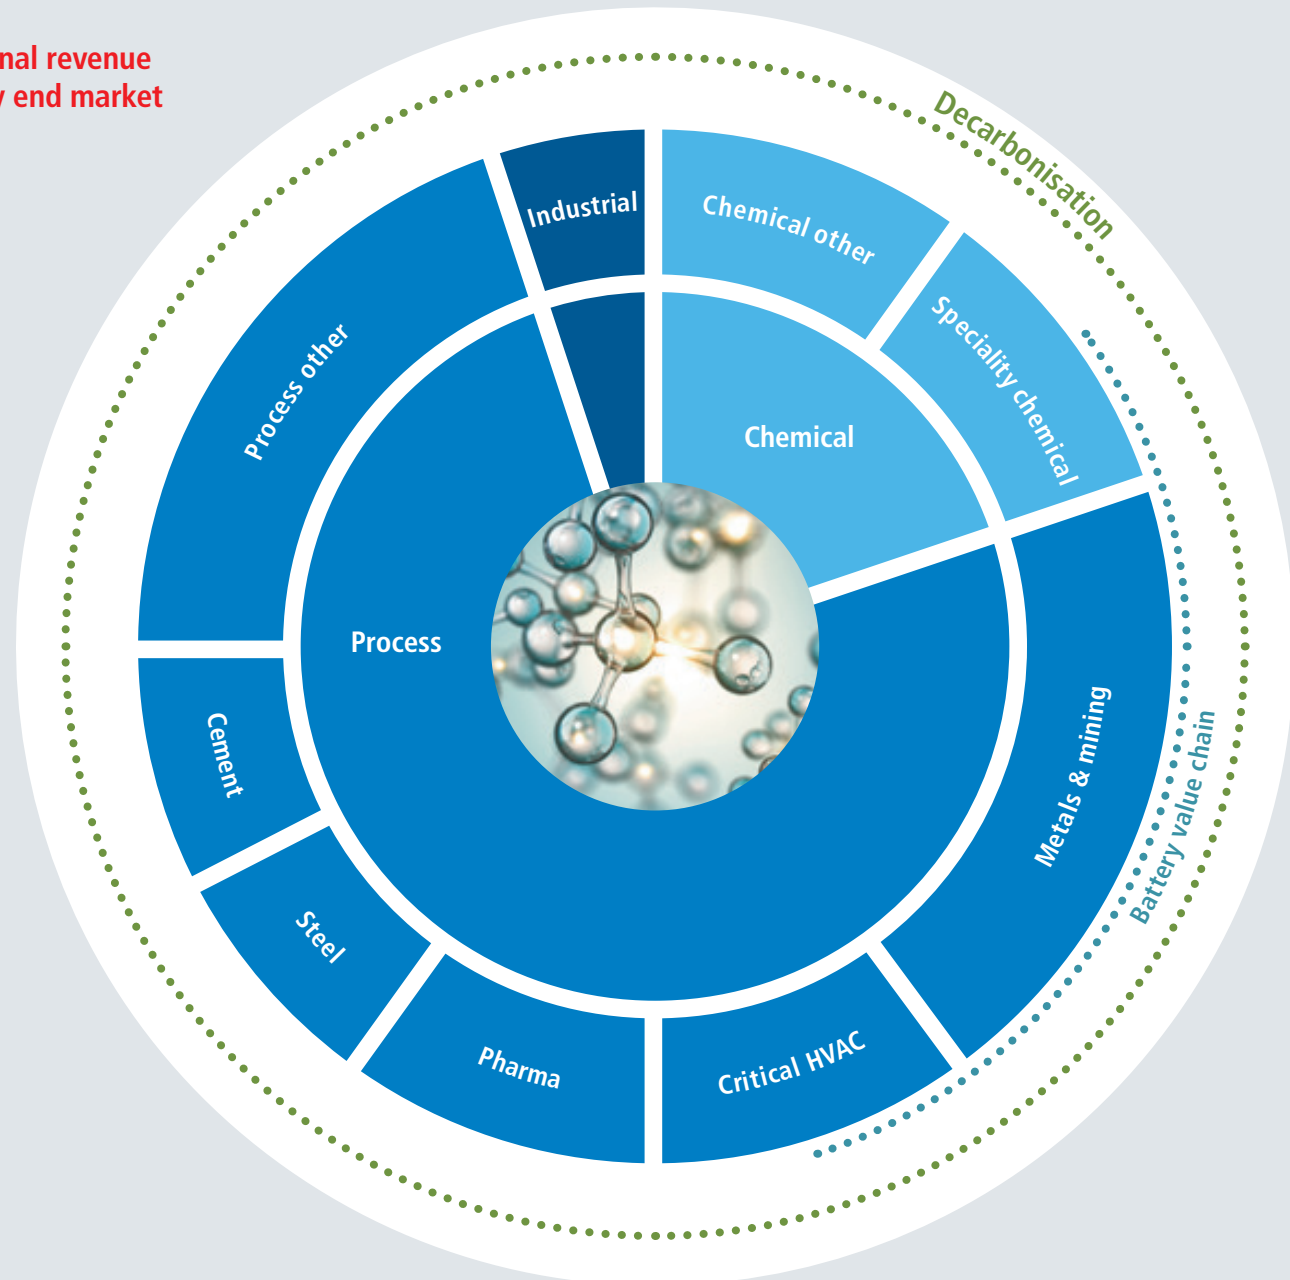 revenue
end market
Decarbonisation
Industrial
Chemical other
Speciality chemical
Process other
Chemical
Process
Metals & mining
Battery value chain
Cement
Steel
Pharma
Critical HVAC